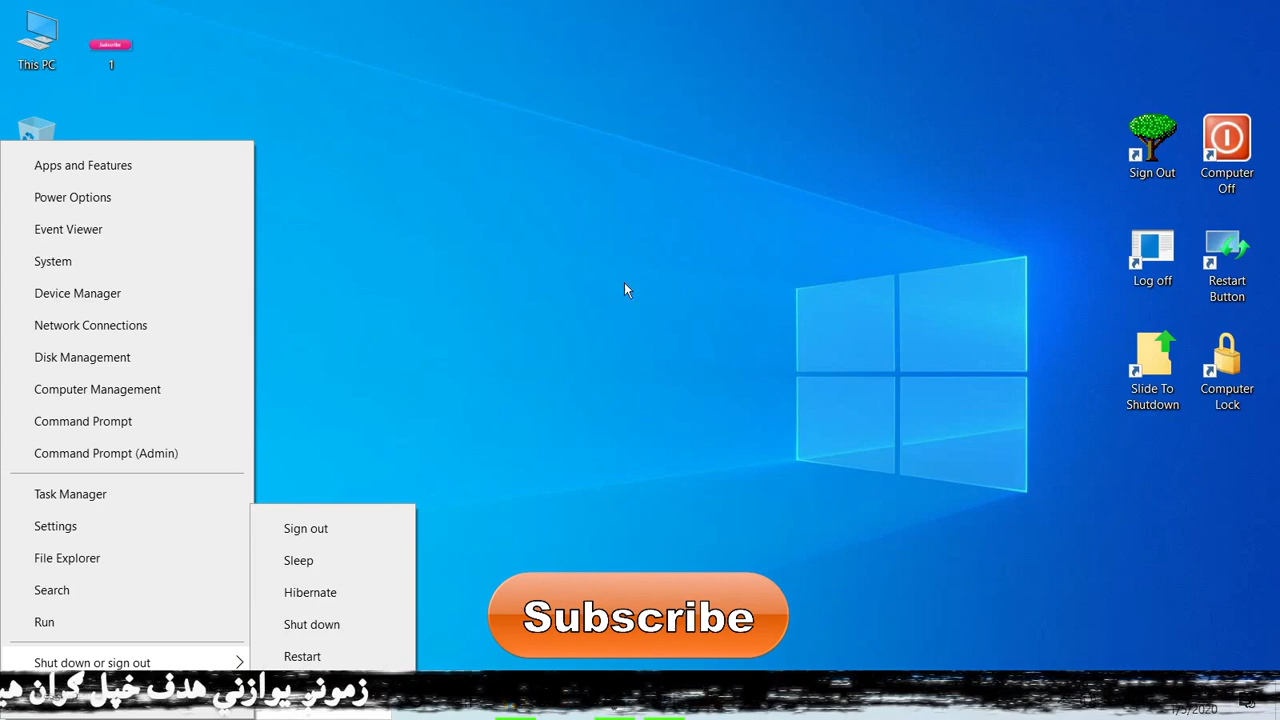 This PC
Subscribe
1
Apps and Features
Power Options
Event Viewer
System
Device Manager
Network Connections
Disk Management
Computer Management
Command Prompt
Command Prompt (Admin)
Task Manager
Settings
File Explorer
Search
Run
Shut down or sign out
Sign out
Sleep
Hibernate
Shut down
Restart
Sign Out
Computer
Off
Log off
Restart
Button
Slide To
Shutdown
Computer
Lock
Subscribe
زمونږ یوازني هدف خپل ګران